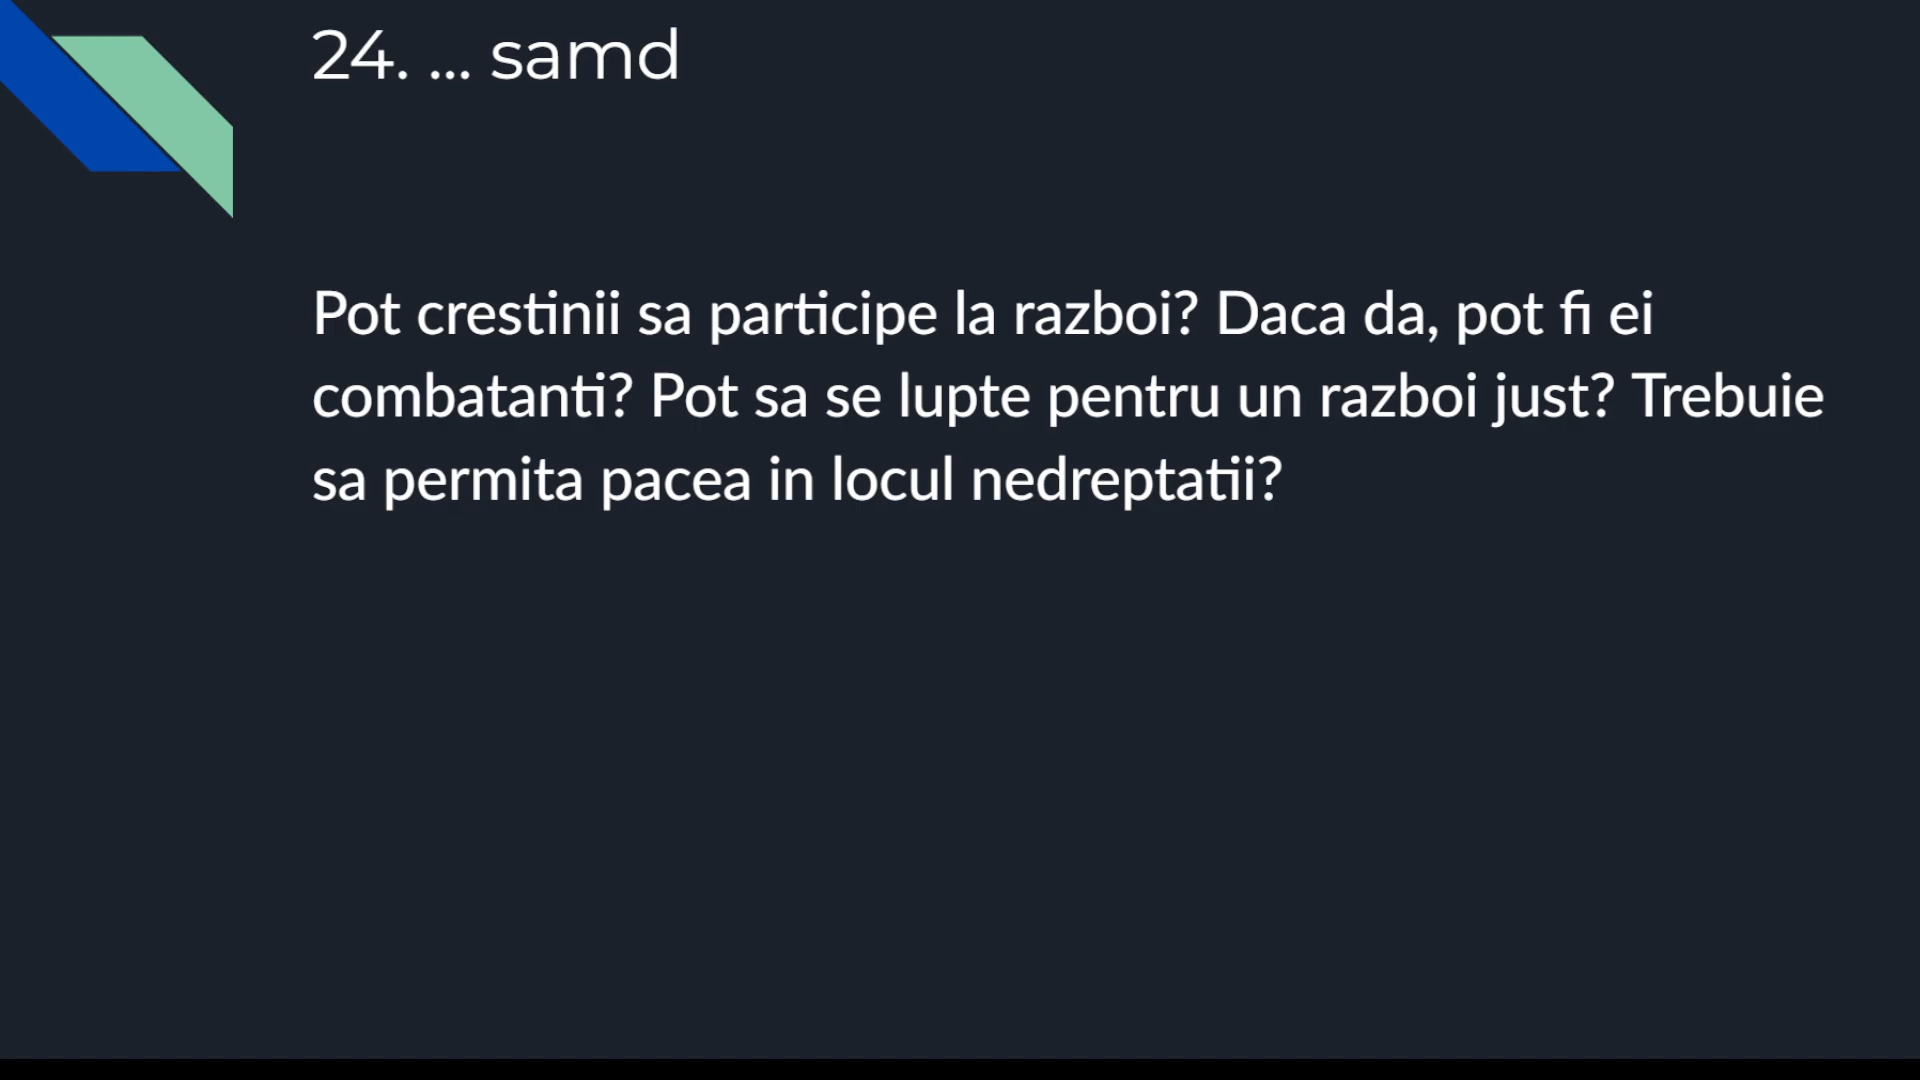 24. ... samd
Pot crestinii sa participe la razboi? Daca da, pot fi ei
combatanti? Pot sa se lupte pentru un razboi just? Trebuie
sa permita pacea in locul nedreptatii?